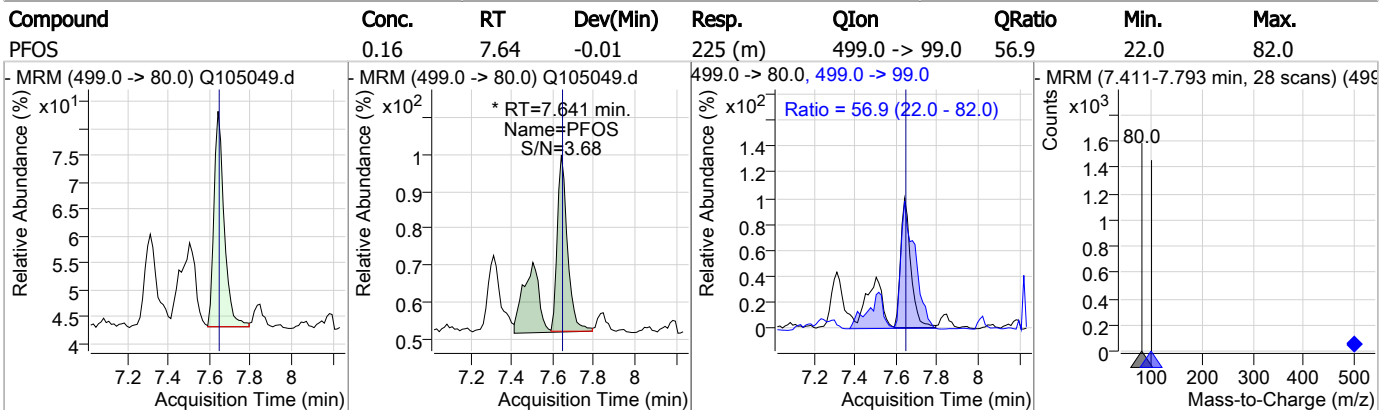 Compound Conc. RT Dev(Min) Resp. QIon QRatio Min. Max.
PFOS 0.16 7.64 -0.01 225 (m) 499.0 -> 99.0 56.9 22.0 82.0
- MRM (499.0 -> 80.0) Q105049.d
x10¹
Relative Abundance (%)
7.5
7
6.5
6
5.5
5
4.5
4
7.2 7.4 7.6 7.8 8
Acquisition Time (min)
- MRM (499.0 -> 80.0) Q105049.d
x10²
* RT=7.641 min.
Name=PFOS
S/N=3.68
Relative Abundance (%)
1
0.9
0.8
0.7
0.6
0.5
7.2 7.4 7.6 7.8 8
Acquisition Time (min)
499.0 -> 80.0, 499.0 -> 99.0
x10²
Ratio = 56.9 (22.0 - 82.0)
Relative Abundance (%)
1.4
1.2
1
0.8
0.6
0.4
0.2
0
7.2 7.4 7.6 7.8 8
Acquisition Time (min)
- MRM (7.411-7.793 min, 28 scans) (499
x10³
Counts
80.0
1.6
1.4
1.2
1
0.8
0.6
0.4
0.2
0
100 200 300 400 500
Mass-to-Charge (m/z)